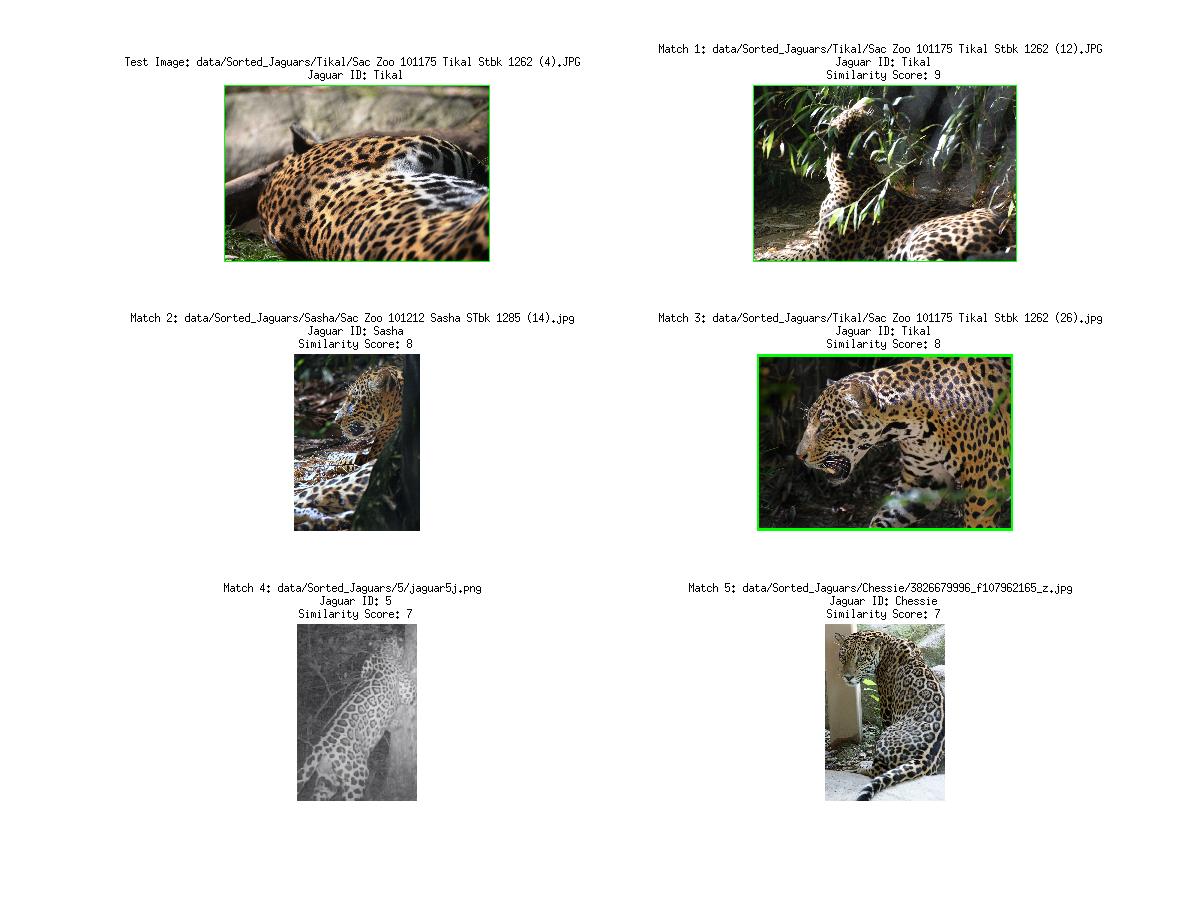 Test Image: data/Sorted_Jaguars/Tikal/Sac Zoo 101175 Tikal Stbk 1262 (4).JPG
Jaguar ID: Tikal
Match 1: data/Sorted_Jaguars/Tikal/Sac Zoo 101175 Tikal Stbk 1262 (12).JPG
Jaguar ID: Tikal
Similarity Score: 9
Match 2: data/Sorted_Jaguars/Sasha/Sac Zoo 101212 Sasha STbk 1285 (14).jpg
Jaguar ID: Sasha
Similarity Score: 8
Match 3: data/Sorted_Jaguars/Tikal/Sac Zoo 101175 Tikal Stbk 1262 (26).jpg
Jaguar ID: Tikal
Similarity Score: 8
Match 4: data/Sorted_Jaguars/5/jaguar5j.png
Jaguar ID: 5
Similarity Score: 7
Match 5: data/Sorted_Jaguars/Chessie/3826679996_f107962165_z.jpg
Jaguar ID: Chessie
Similarity Score: 7